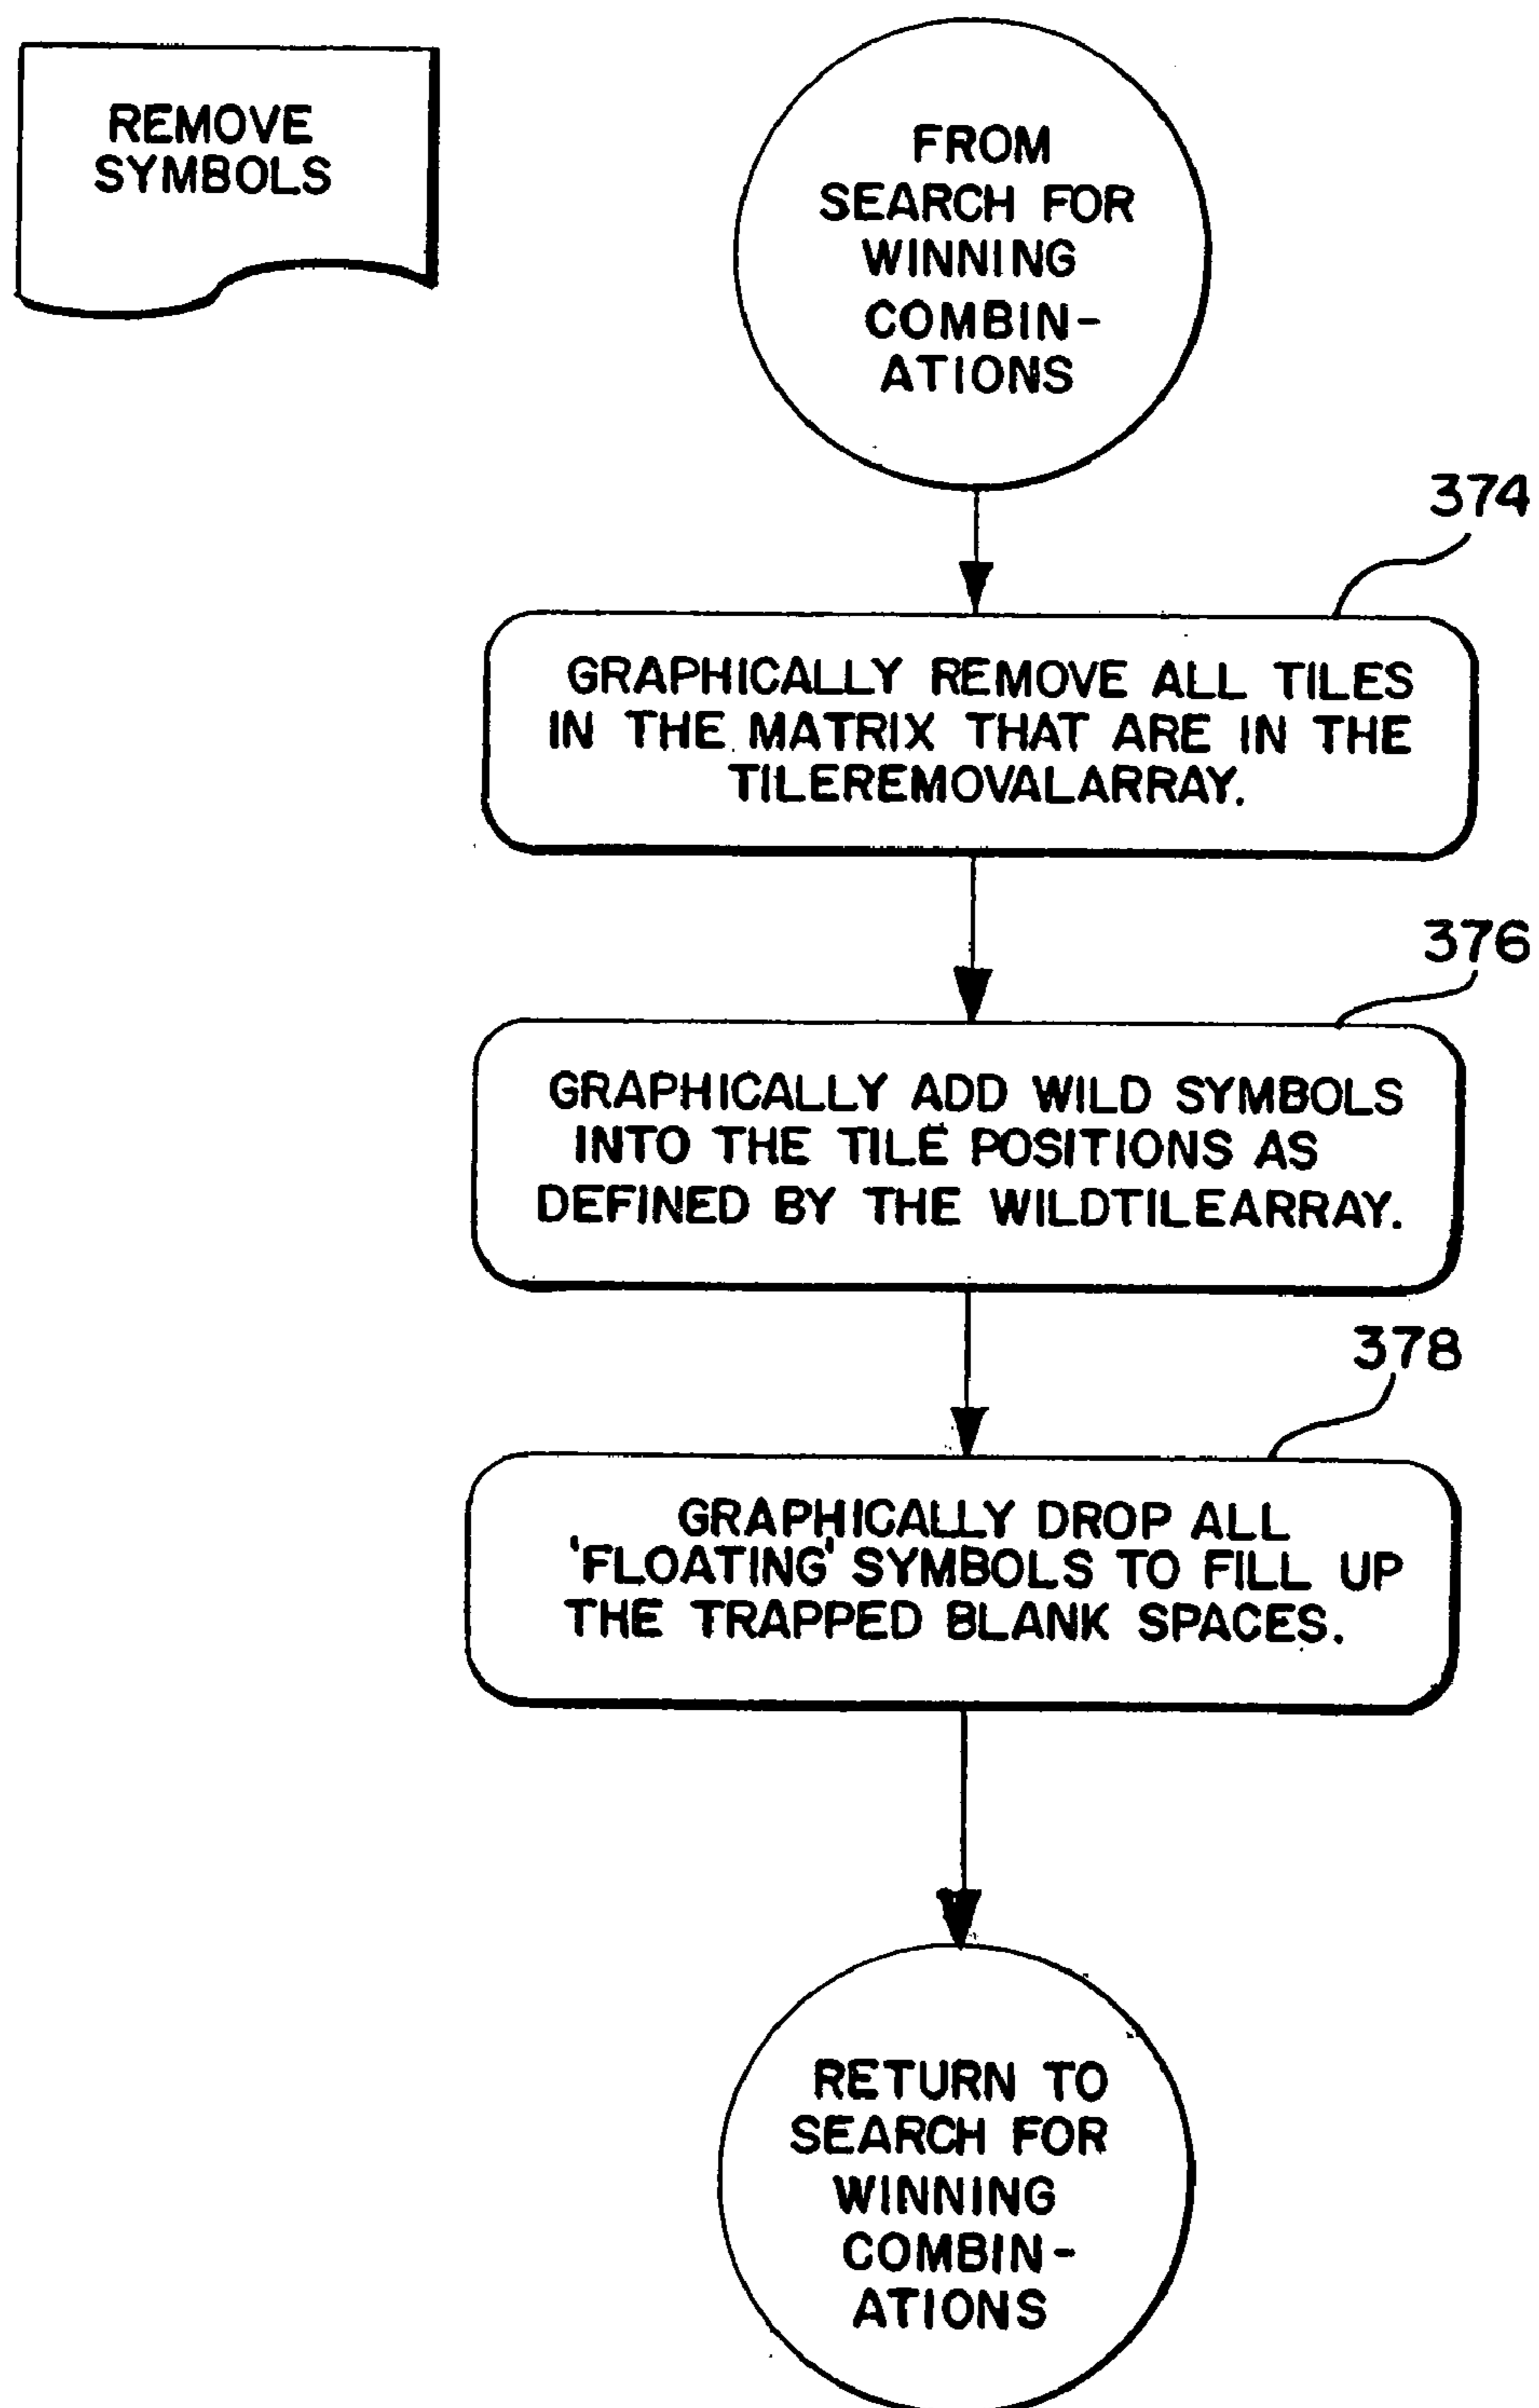 REMOVE
SYMBOLS
FROM
SEARCH FOR
WINNING
COMBIN-
ATIONS
374
GRAPHICALLY REMOVE ALL TILES
IN THE MATRIX THAT ARE IN THE
TILEREMOVALARRAY.
376
GRAPHICALLY ADD WILD SYMBOLS
INTO THE TILE POSITIONS AS
DEFINED BY THE WILDTILEARRAY.
378
GRAPHICALLY DROP ALL
'FLOATING' SYMBOLS TO FILL UP
THE TRAPPED BLANK SPACES.
RETURN TO
SEARCH FOR
WINNING
COMBIN-
ATIONS